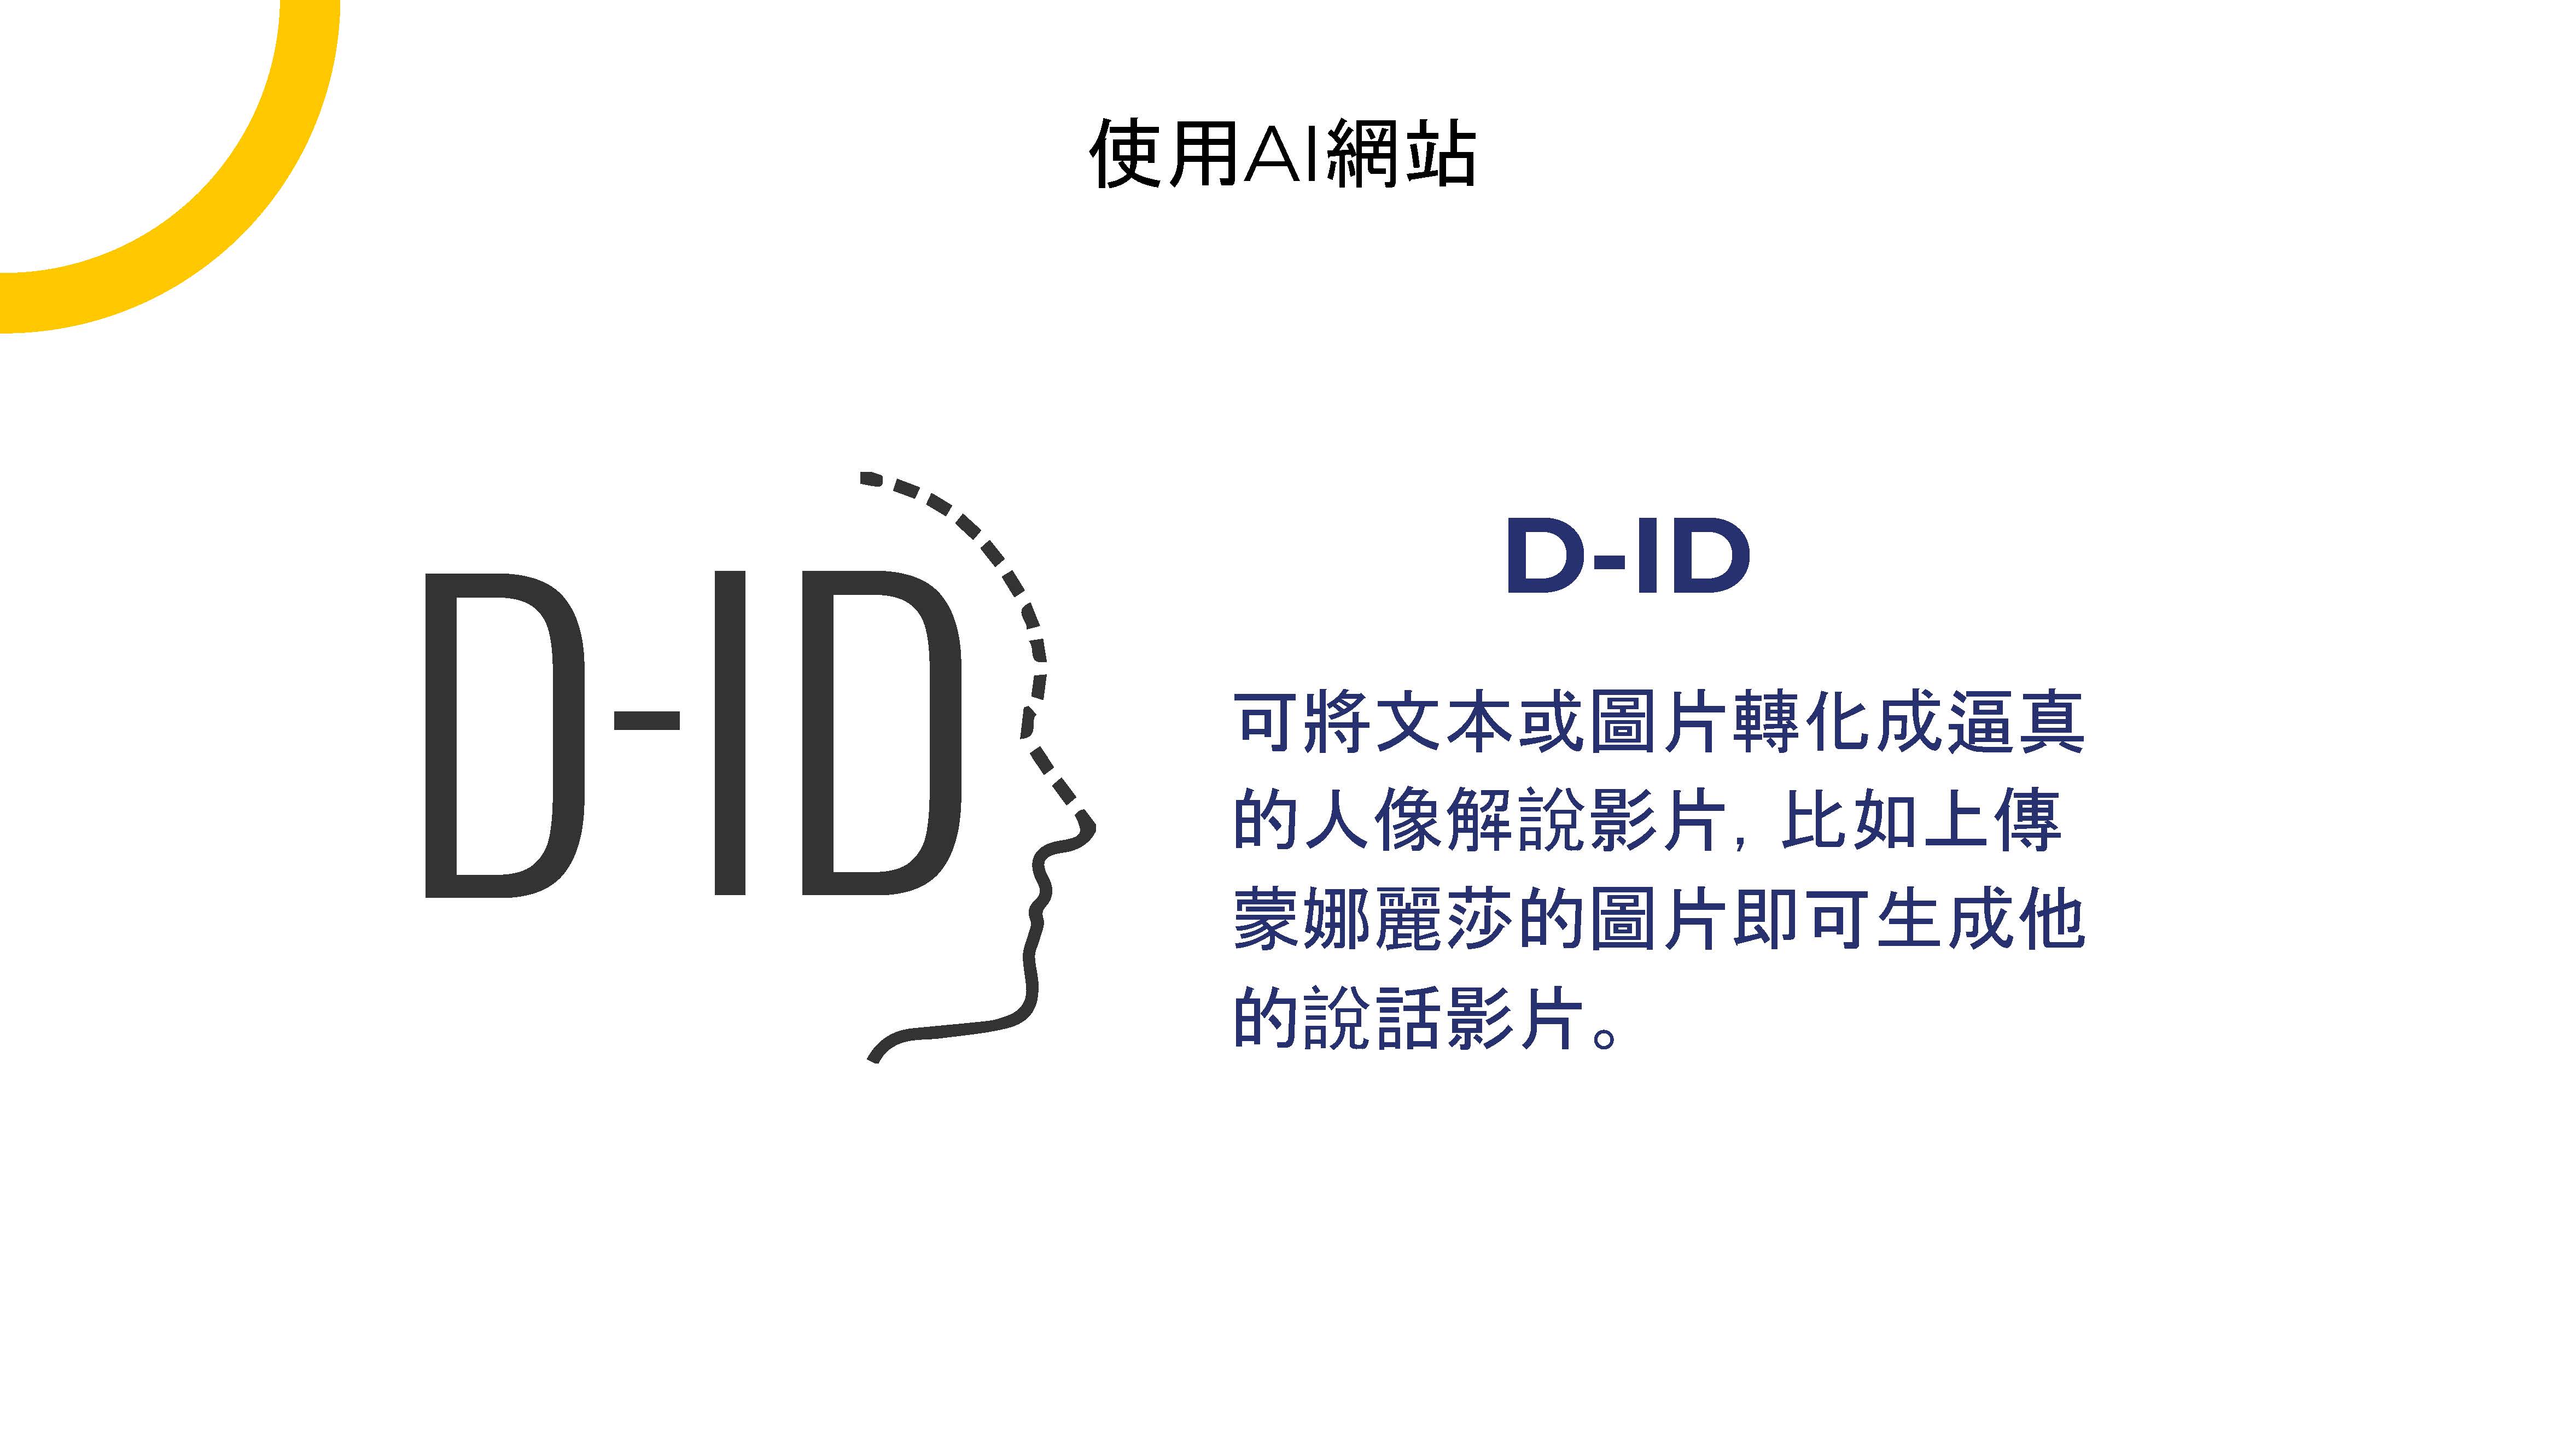 使用AI網站
D-ID
D-ID
可將文本或圖片轉化成逼真
的人像解說影片，比如上傳
蒙娜麗莎的圖片即可生成他
的說話影片。